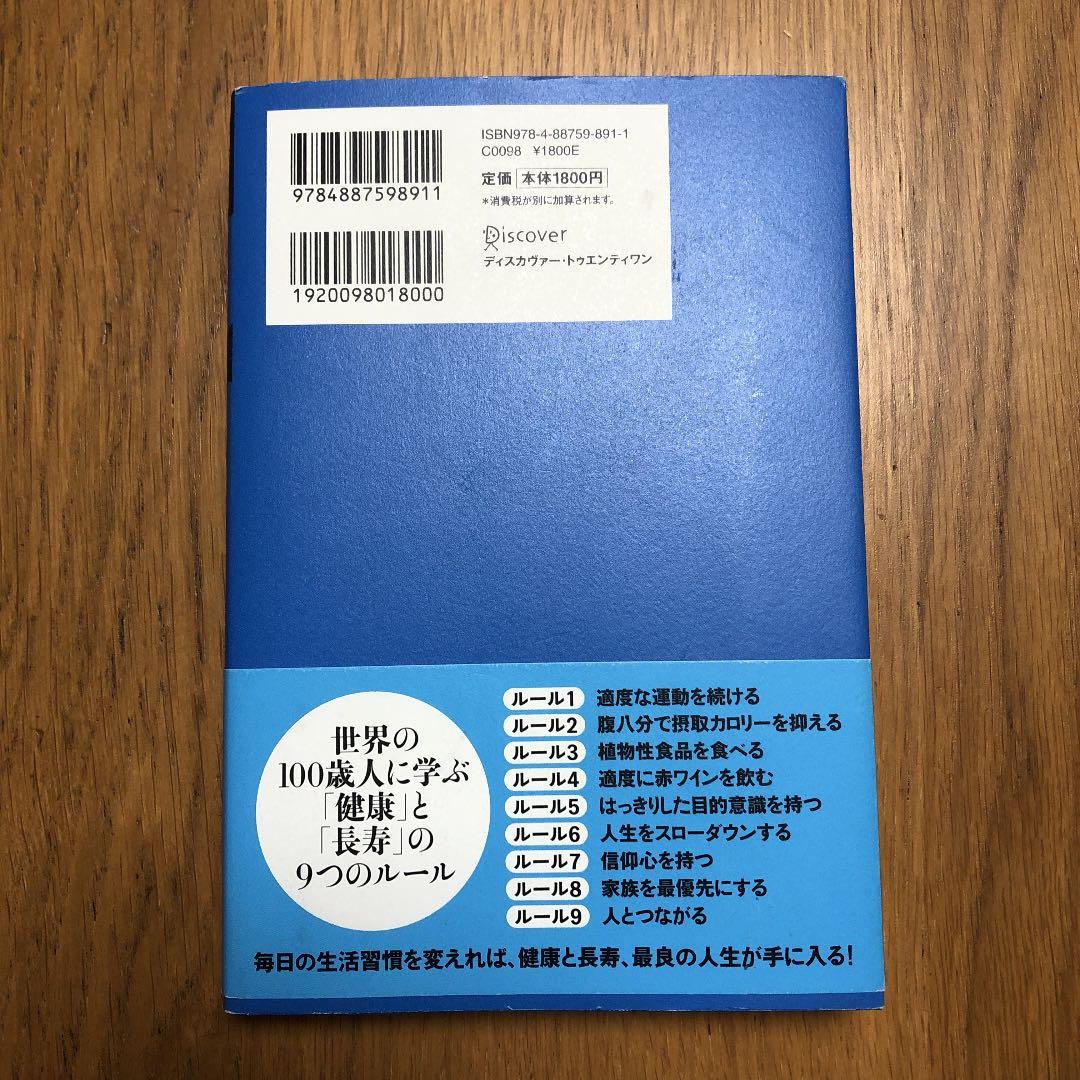 ISBN978-4-88759-891-1
C0098 ¥1800E
9784887598911
定価 本体1800円
*消費税が別に加算されます。
Discover
ディスカヴァー・トゥエンティワン
1920098018000
世界の
100歳人に学ぶ
「健康」と
「長寿」の
9つのルール
ルール1 適度な運動を続ける
ルール2 腹八分で摂取カロリーを抑える
ルール3 植物性食品を食べる
ルール4 適度に赤ワインを飲む
ルール5 はっきりした目的意識を持つ
ルール6 人生をスローダウンする
ルール7 信仰心を持つ
ルール8 家族を最優先にする
ルール9 人とつながる
毎日の生活習慣を変えれば、健康と長寿、最良の人生が手に入る!